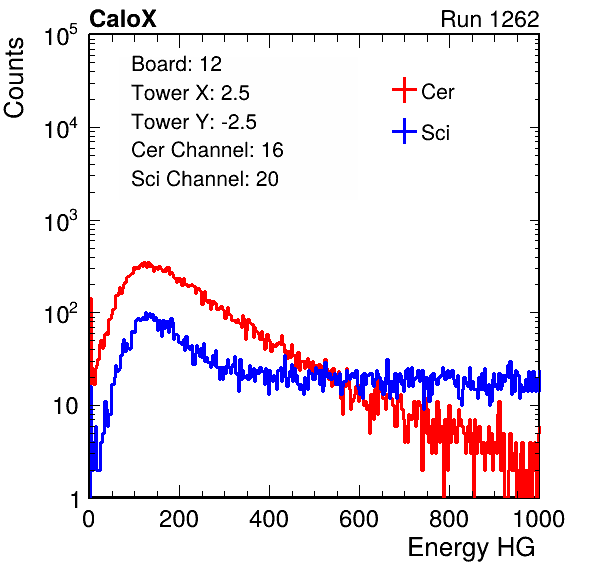 CaloX Run 1262
Counts
10^5
10^4
10^3
10^2
10
1
Board: 12
Tower X: 2.5
Tower Y: -2.5
Cer Channel: 16
Sci Channel: 20
Cer
Sci
0 200 400 600 800 1000
Energy HG